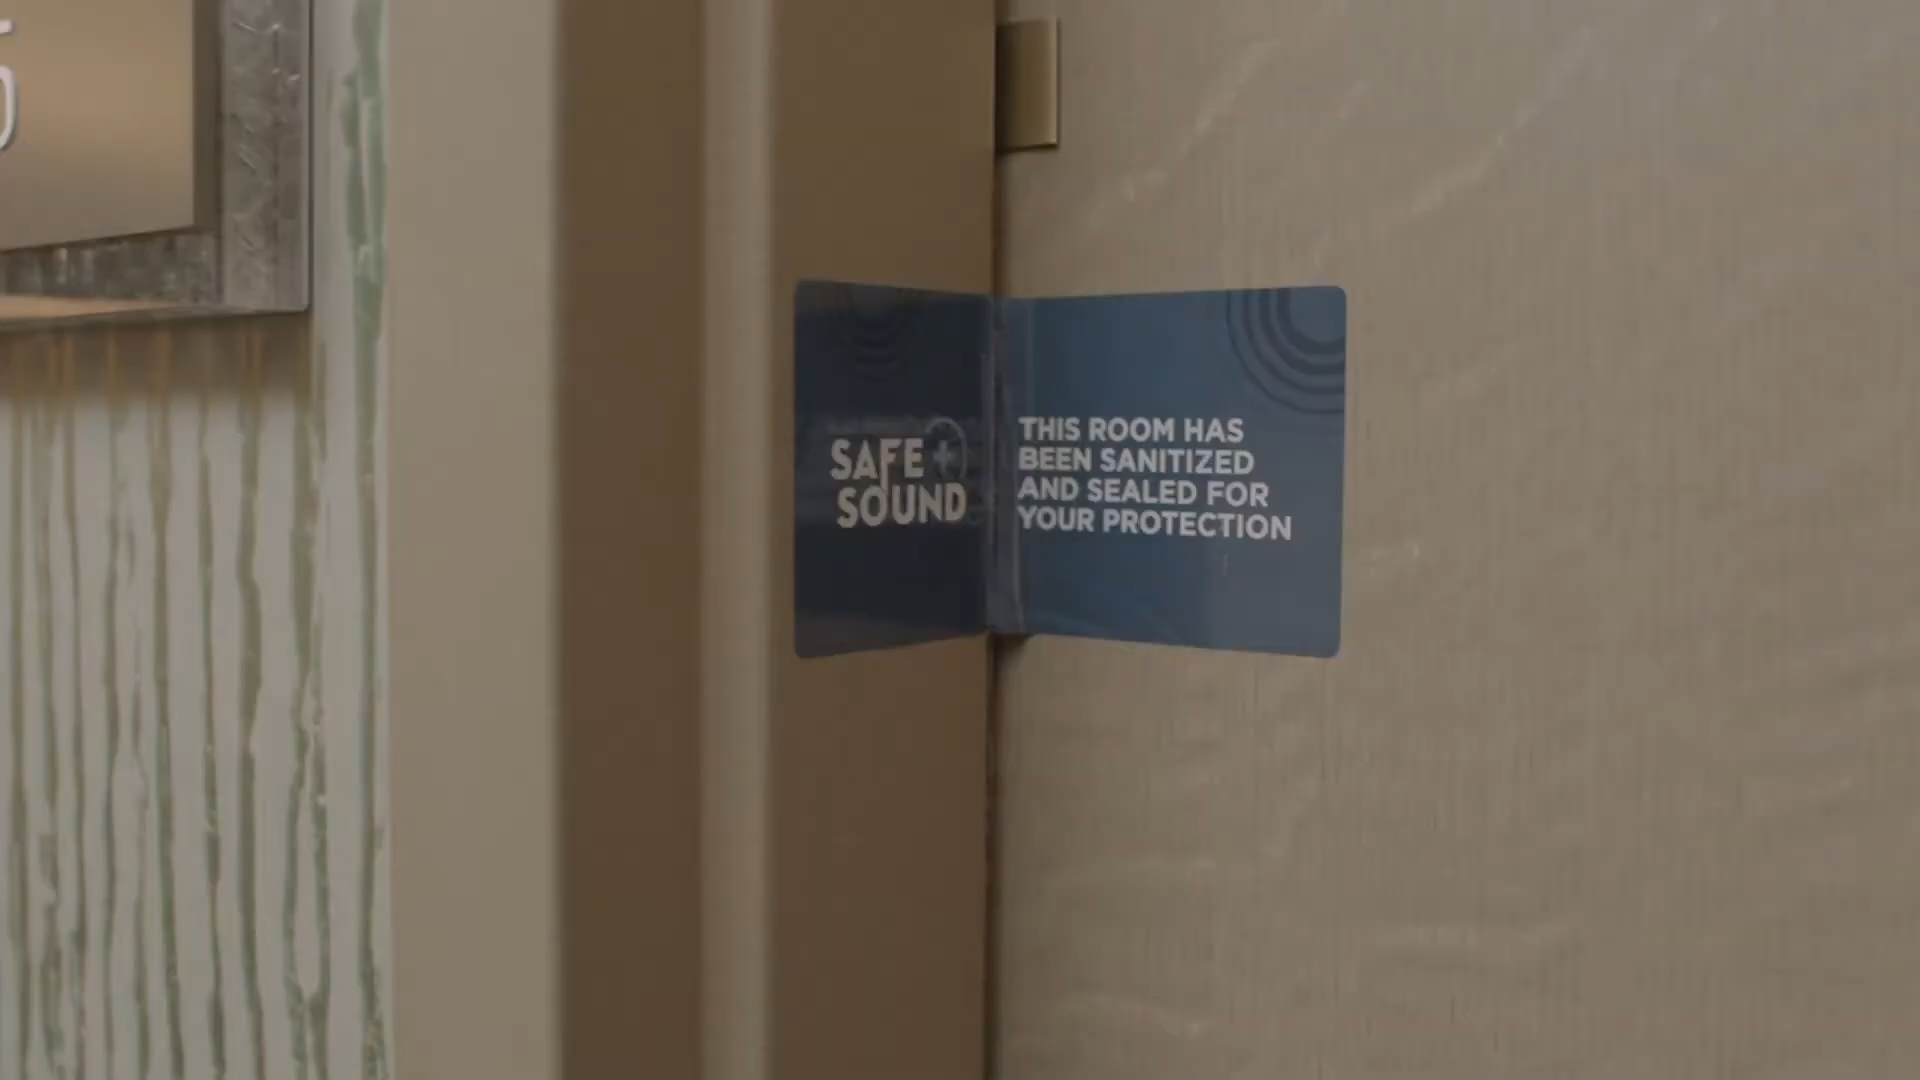 SAFE +
SOUND
THIS ROOM HAS
BEEN SANITIZED
AND SEALED FOR
YOUR PROTECTION